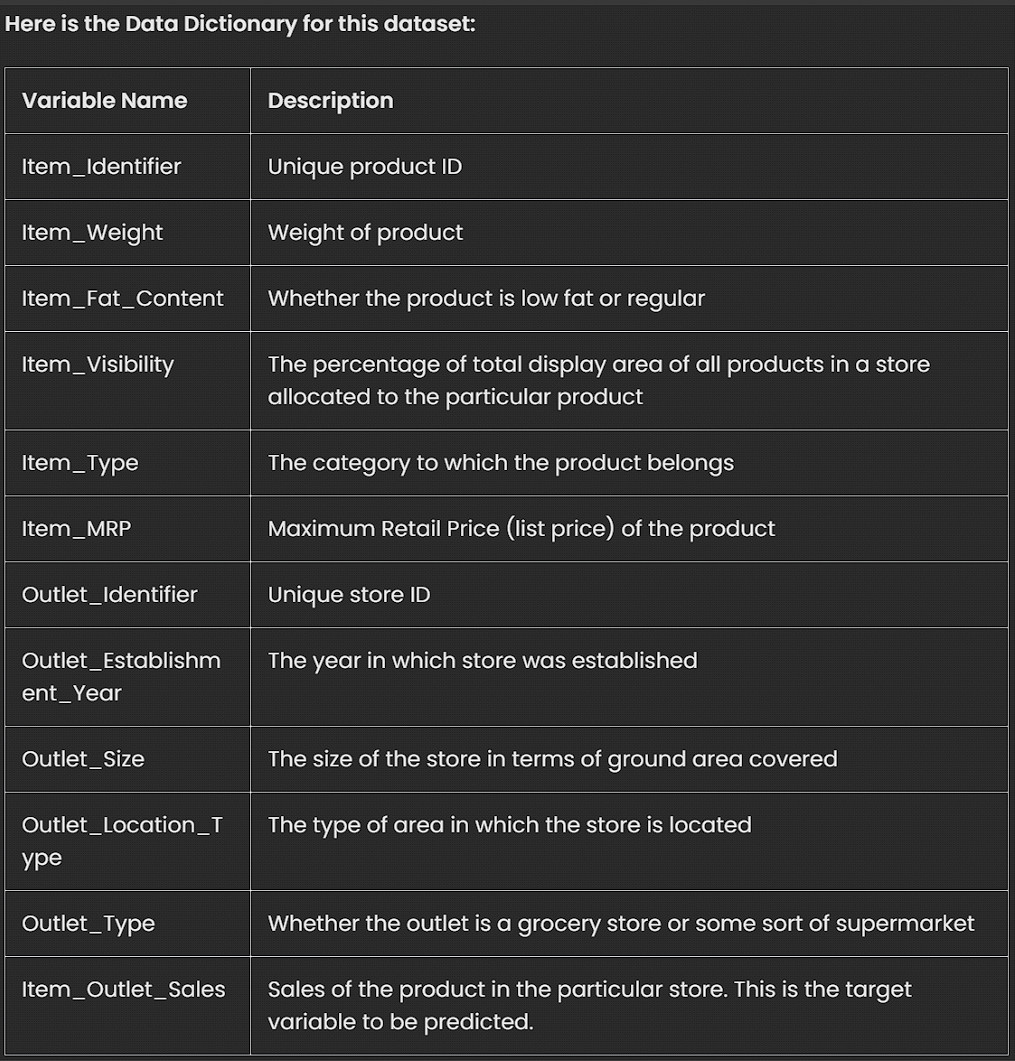 Here is the Data Dictionary for this dataset:
Variable Name Description
Item_Identifier Unique product ID
Item_Weight Weight of product
Item_Fat_Content Whether the product is low fat or regular
Item_Visibility The percentage of total display area of all products in a store
allocated to the particular product
Item_Type The category to which the product belongs
Item_MRP Maximum Retail Price (list price) of the product
Outlet_Identifier Unique store ID
Outlet_Establishm The year in which store was established
ent_Year
Outlet_Size The size of the store in terms of ground area covered
Outlet_Location_T The type of area in which the store is located
ype
Outlet_Type Whether the outlet is a grocery store or some sort of supermarket
Item_Outlet_Sales Sales of the product in the particular store. This is the target
variable to be predicted.